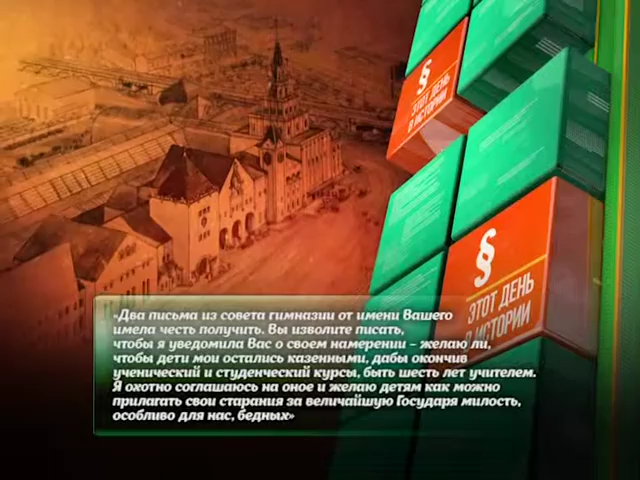 §
ЭТОТ ДЕНЬ
В ИСТОРИИ
§
ЭТОТ ДЕНЬ
В ИСТОРИИ
«Два письма из совета гимназии от имени Вашего
имела честь получить. Вы изволите писать,
чтобы я уведомила Вас о своем намерении – желаю ли,
чтобы дети мои остались казенными, дабы окончив
ученический и студенческий курсы, быть шесть лет учителем.
Я охотно соглашаюсь на оное и желаю детям как можно
прилагать свои старания за величайшую Государя милость,
особливо для нас, бедных»